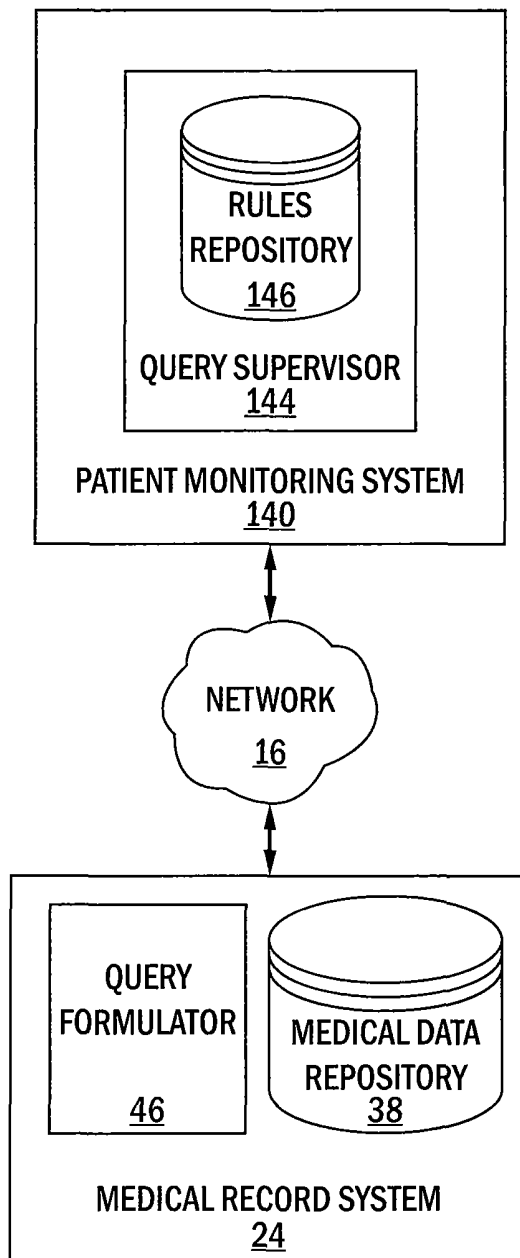 RULES
REPOSITORY
146
QUERY SUPERVISOR
144
PATIENT MONITORING SYSTEM
140
NETWORK
16
QUERY
FORMULATOR
46
MEDICAL DATA
REPOSITORY
38
MEDICAL RECORD SYSTEM
24